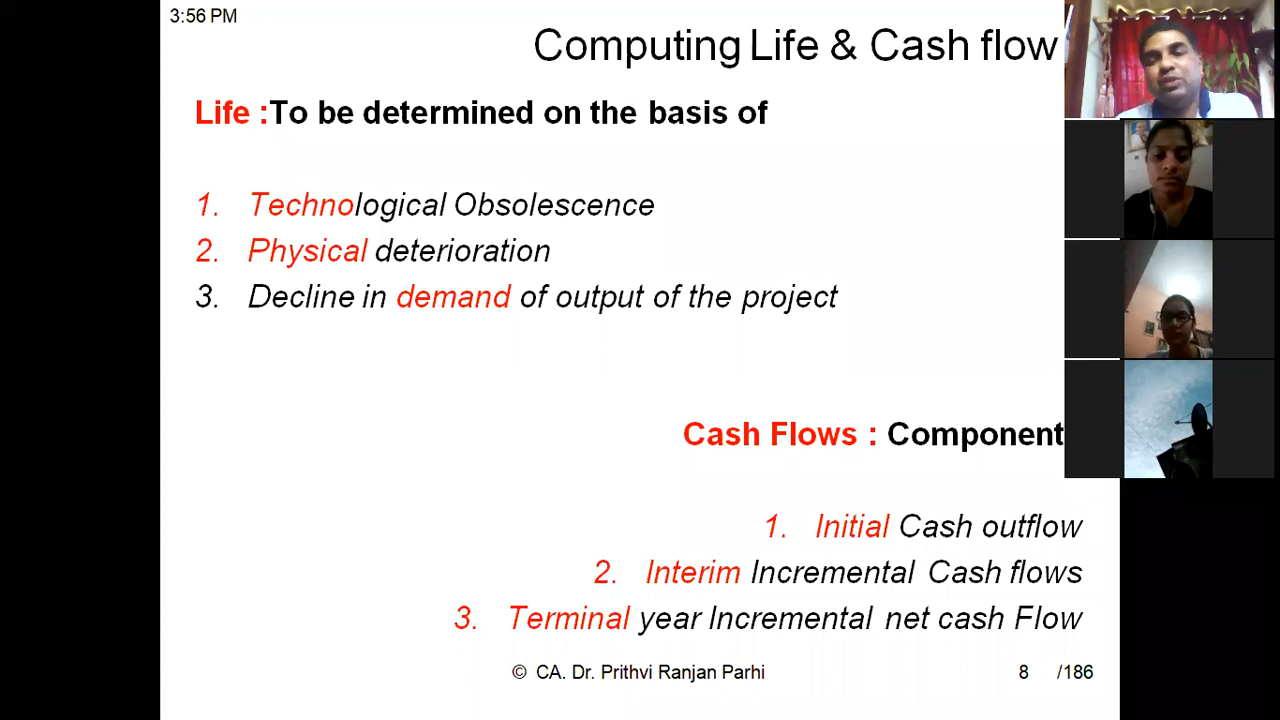 3:56 PM
Computing Life & Cash flow
Life :To be determined on the basis of
1. Technological Obsolescence
2. Physical deterioration
3. Decline in demand of output of the project
Cash Flows : Component
1. Initial Cash outflow
2. Interim Incremental Cash flows
3. Terminal year Incremental net cash Flow
© CA. Dr. Prithvi Ranjan Parhi
8 /186